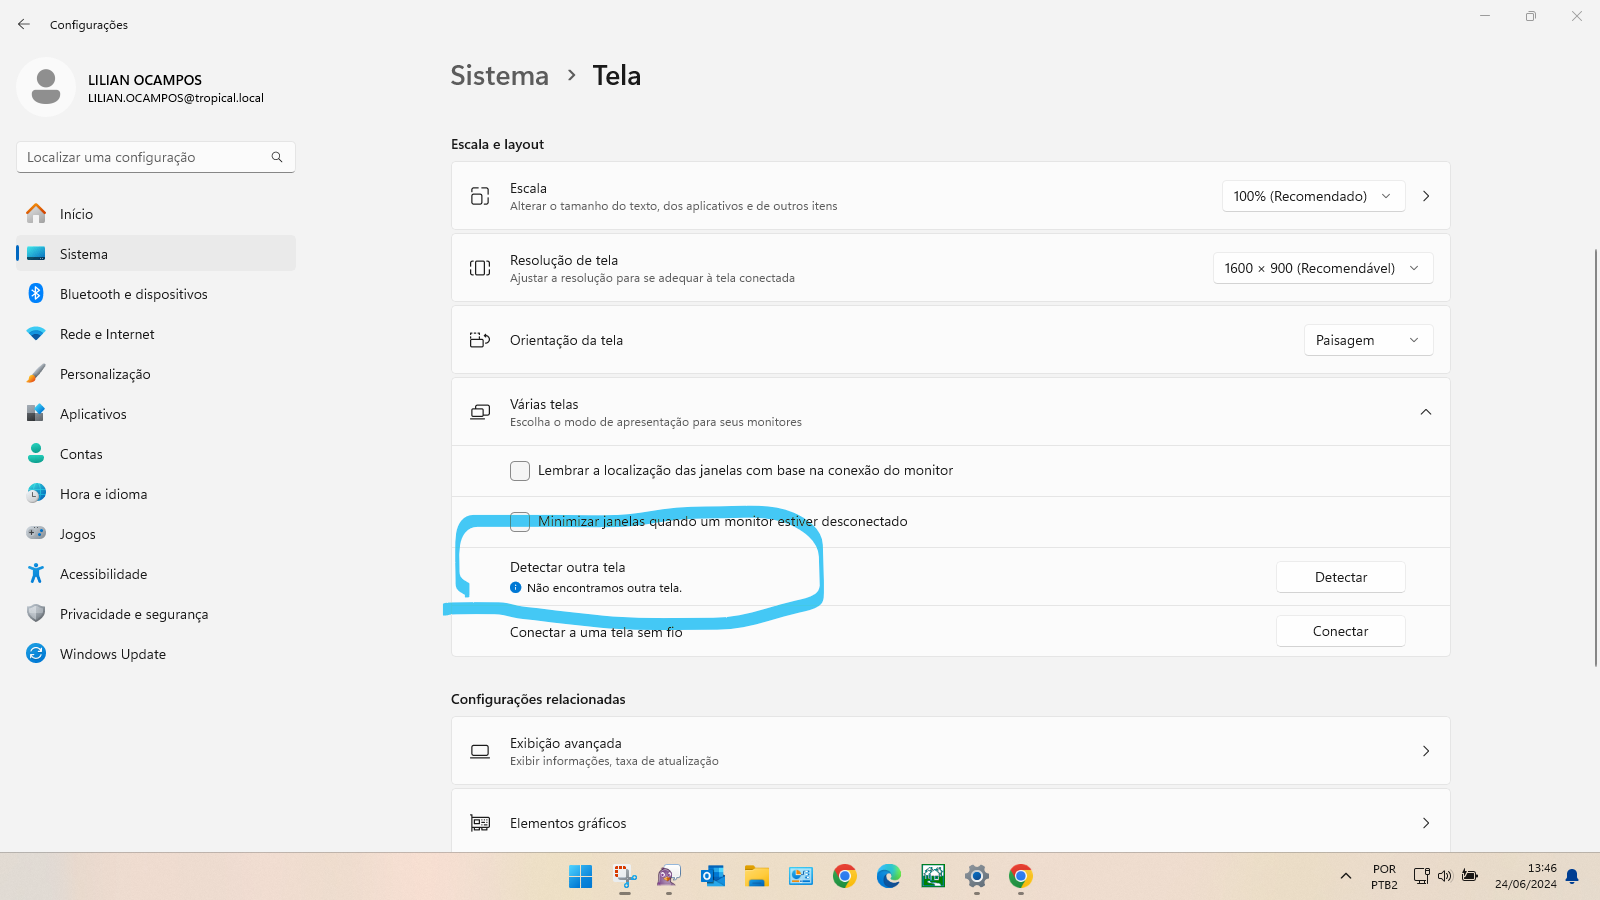 Configurações
LILIAN OCAMPOS
LILIAN.OCAMPOS@tropical.local
Localizar uma configuração
Início
Sistema
Bluetooth e dispositivos
Rede e Internet
Personalização
Aplicativos
Contas
Hora e idioma
Jogos
Acessibilidade
Privacidade e segurança
Windows Update
Sistema > Tela
Escala e layout
Escala
Alterar o tamanho do texto, dos aplicativos e de outros itens
100% (Recomendado)
Resolução de tela
Ajustar a resolução para se adequar à tela conectada
1600 × 900 (Recomendável)
Orientação da tela
Paisagem
Várias telas
Escolha o modo de apresentação para seus monitores
Lembrar a localização das janelas com base na conexão do monitor
Minimizar janelas quando um monitor estiver desconectado
Detectar outra tela
Não encontramos outra tela.
Detectar
Conectar a uma tela sem fio
Conectar
Configurações relacionadas
Exibição avançada
Exibir informações, taxa de atualização
Elementos gráficos
POR
PTB2
13:46
24/06/2024